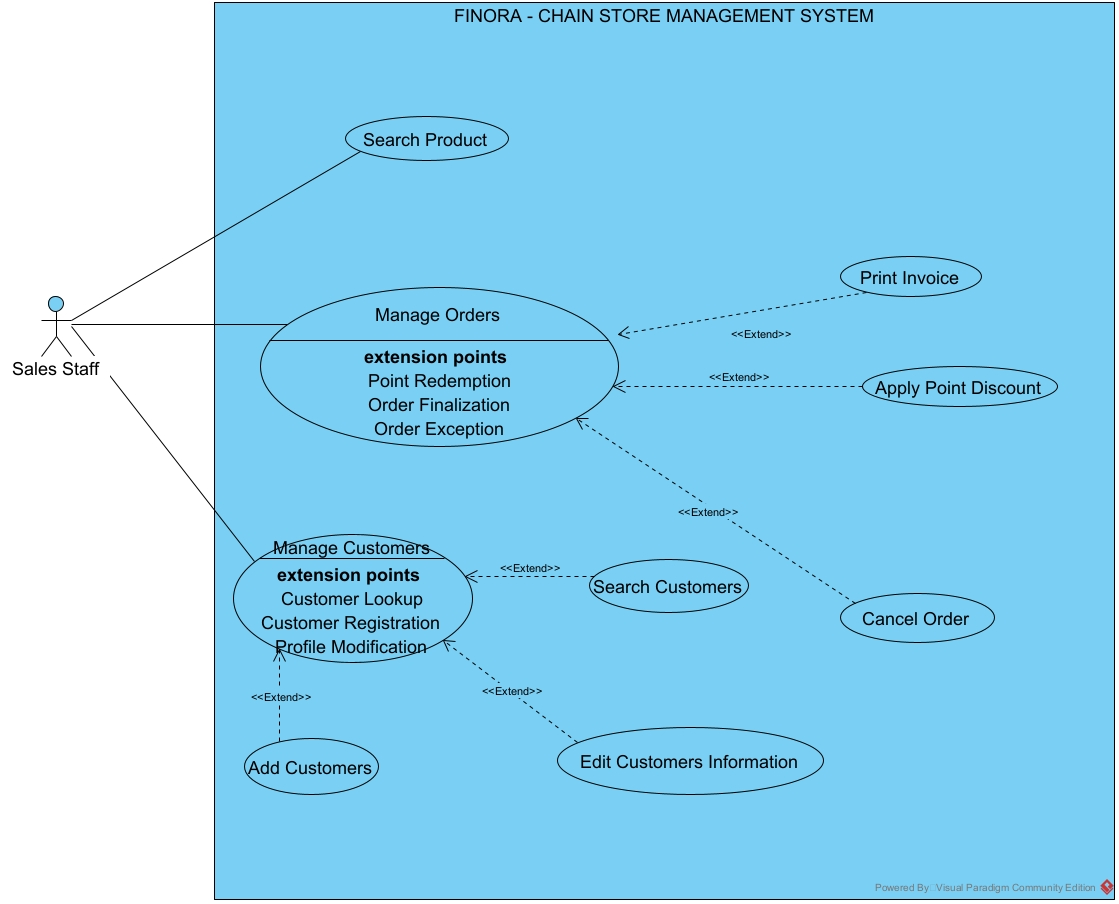 FINORA - CHAIN STORE MANAGEMENT SYSTEM
Search Product
Print Invoice
Manage Orders
<<Extend>>
extension points
Point Redemption
Order Finalization
Order Exception
Sales Staff
<<Extend>>
Apply Point Discount
<<Extend>>
Manage Customers
extension points
Customer Lookup
Customer Registration
Profile Modification
<<Extend>>
Search Customers
Cancel Order
<<Extend>>
<<Extend>>
Add Customers
Edit Customers Information
Powered By: Visual Paradigm Community Edition